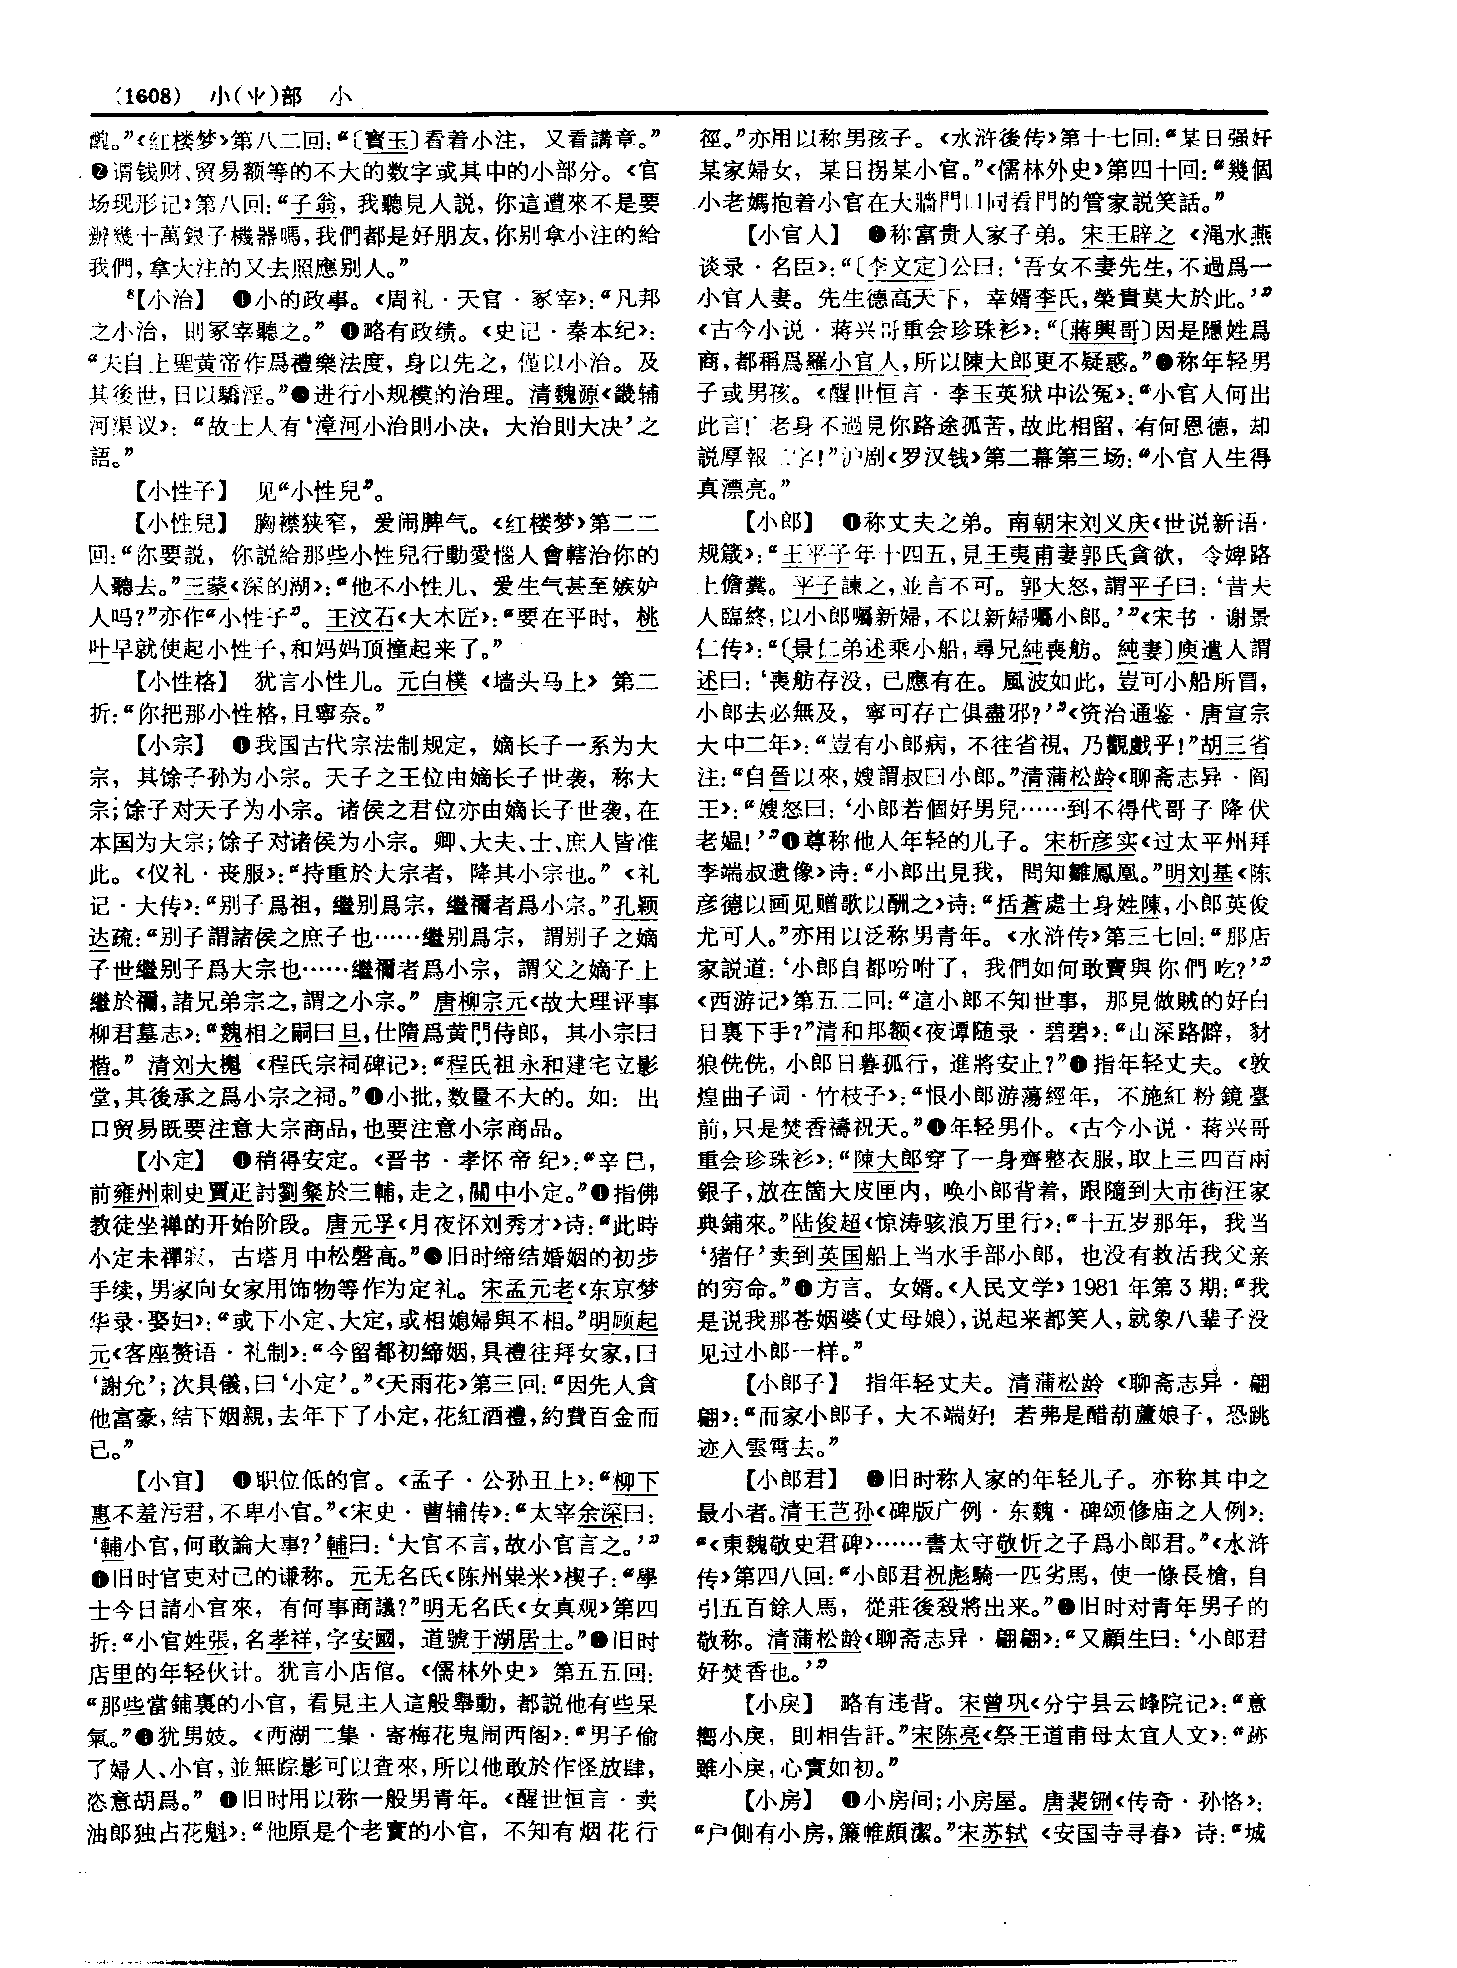 (1608) 小(⺌)部 小
醒。”《红楼梦》第八二回：“〔寶玉〕看着小注，又看講章。”
❷谓钱财、贸易额等的不大的数字或其中的小部分。《官
场现形记》第八回：“子翁，我聽見人説，你這遭來不是要
辦幾十萬銀子機器嗎，我們都是好朋友，你别拿小注的給
我們，拿大注的又去照應别人。”
【小治】 ❶小的政事。《周礼·天官·冢宰》：“凡邦
之小治，則冢宰聽之。” ❷略有政绩。《史记·秦本纪》：
“夫自上聖黄帝作爲禮樂法度，身以先之，僅以小治。及
其後世，日以驕淫。”❸进行小规模的治理。清魏源《畿辅
河渠议》：“故士人有‘漳河小治則小决，大治則大决’之
語。”
【小性子】 见“小性兒”。
【小性兒】 胸襟狭窄，爱闹脾气。《红楼梦》第二二
回：“你要説，你説給那些小性兒行動愛惱人會轄治你的
人聽去。”三蒙《深的湖》：“他不小性儿、爱生气甚至嫉妒
人吗？”亦作“小性子”。王汶石《大木匠》：“要在平时，桃
叶早就使起小性子，和妈妈顶撞起来了。”
【小性格】 犹言小性儿。元白樸《墙头马上》第二
折：“你把那小性格，且寧奈。”
【小宗】 ❶我国古代宗法制规定，嫡长子一系为大
宗，其馀子孙为小宗。天子之王位由嫡长子世袭，称大
宗；馀子对天子为小宗。诸侯之君位亦由嫡长子世袭，在
本国为大宗；馀子对诸侯为小宗。卿、大夫、士、庶人皆准
此。《仪礼·丧服》：“持重於大宗者，降其小宗也。”《礼
记·大传》：“别子爲祖，繼别爲宗，繼禰者爲小宗。”孔颖
达疏：“别子謂諸侯之庶子也……繼别爲宗，謂别子之嫡
子世繼别子爲大宗也……繼禰者爲小宗，謂父之嫡子上
繼於禰，諸兄弟宗之，謂之小宗。” 唐柳宗元《故大理评事
柳君墓志》：“魏相之嗣曰旦，仕隋爲黄門侍郎，其小宗曰
楷。” 清刘大櫆《程氏宗祠碑记》：“程氏祖永和建宅立影
堂，其後承之爲小宗之祠。”❷小批，数量不大的。如：出
口贸易既要注意大宗商品，也要注意小宗商品。
【小定】 ❶稍得安定。《晋书·孝怀帝纪》：“辛巳，
前雍州刺史賈疋討劉粲於三輔，走之，關中小定。”❷指佛
教徒坐禅的开始阶段。唐元孚《月夜怀刘秀才》诗：“此時
小定未禪寂，古塔月中松磬高。”❸旧时缔结婚姻的初步
手续，男家向女家用饰物等作为定礼。宋孟元老《东京梦
华录·娶妇》：“或下小定、大定，或相媳婦與不相。”明顾起
元《客座赘语·礼制》：“今留都初締姻，具禮往拜女家，曰
‘謝允’；次具儀，曰‘小定’。”《天雨花》第三回：“因先人貪
他富豪，結下姻親，去年下了小定，花紅酒禮，約費百金而
已。”
【小官】 ❶职位低的官。《孟子·公孙丑上》：“柳下
惠不羞污君，不卑小官。”《宋史·曹辅传》：“太宰余深曰：
‘輔小官，何敢論大事？’輔曰：‘大官不言，故小官言之。’”
❷旧时官吏对己的谦称。元无名氏《陈州粜米》楔子：“學
士今日請小官來，有何事商議？”明无名氏《女真观》第四
折：“小官姓張，名孝祥，字安國，道號于湖居士。”❸旧时
店里的年轻伙计。犹言小店倌。《儒林外史》第五五回：
“那些當鋪裏的小官，看見主人這般舉動，都説他有些呆
氣。”❹犹男妓。《西湖二集·寄梅花鬼闹西阁》：“男子偷
了婦人、小官，並無踪影可以查來，所以他敢於作怪放肆，
恣意胡爲。” ❺旧时用以称一般男青年。《醒世恒言·卖
油郎独占花魁》：“他原是个老實的小官，不知有烟花行
徑。”亦用以称男孩子。《水浒後传》第十七回：“某日强奸
某家婦女，某日拐某小官。”《儒林外史》第四十回：“幾個
小老媽抱着小官在大牆門口同看門的管家説笑話。”
【小官人】 ❶称富贵人家子弟。宋王辟之《渑水燕
谈录·名臣》：“〔李文定〕公曰：‘吾女不妻先生，不過爲一
小官人妻。先生德高天下，幸婿李氏，榮貴莫大於此。’”
《古今小说·蒋兴哥重会珍珠衫》：“〔蔣興哥〕因是隱姓爲
商，都稱爲羅小官人，所以陳大郎更不疑惑。”❷称年轻男
子或男孩。《醒世恒言·李玉英狱中讼冤》：“小官人何出
此言！老身不過見你路途孤苦，故此相留，有何恩德，却
説厚報二字！”沪剧《罗汉钱》第二幕第三场：“小官人生得
真漂亮。”
【小郎】 ❶称丈夫之弟。南朝宋刘义庆《世说新语·
规箴》：“王平子年十四五，見王夷甫妻郭氏貪欲，令婢路
上儋糞。平子諫之，並言不可。郭大怒，謂平子曰：‘昔夫
人臨終，以小郎囑新婦，不以新婦囑小郎。’”《宋书·谢景
仁传》：“〔景仁弟述乘小船，尋兄純喪舫。純妻〕庾遣人謂
述曰：‘喪舫存没，已應有在。風波如此，豈可小船所冒，
小郎去必無及，寧可存亡俱盡邪？’”《资治通鉴·唐宣宗
大中二年》：“豈有小郎病，不往省視，乃觀戲乎！”胡三省
注：“自晋以來，嫂謂叔曰小郎。”清蒲松龄《聊斋志异·阎
王》：“嫂怒曰：‘小郎若個好男兒……到不得代哥子降伏
老媪！’”❷尊称他人年轻的儿子。宋析彦实《过太平州拜
李端叔遗像》诗：“小郎出見我，問知雛鳳凰。”明刘基《陈
彦德以画见赠歌以酬之》诗：“括蒼處士身姓陳，小郎英俊
尤可人。”亦用以泛称男青年。《水浒传》第三七回：“那店
家説道：‘小郎自都吩咐了，我們如何敢賣與你們吃？’”
《西游记》第五二回：“這小郎不知世事，那見做賊的好白
日裏下手？”清和邦额《夜谭随录·碧碧》：“山深路僻，豺
狼侁侁，小郎日暮孤行，進將安止？”❸指年轻丈夫。《敦
煌曲子词·竹枝子》：“恨小郎游蕩經年，不施紅粉鏡臺
前，只是焚香禱祝天。”❹年轻男仆。《古今小说·蒋兴哥
重会珍珠衫》：“陳大郎穿了一身齊整衣服，取上三四百兩
銀子，放在箇大皮匣内，唤小郎背着，跟隨到大市街汪家
典鋪來。”陆俊超《惊涛骇浪万里行》：“十五岁那年，我当
‘猪仔’卖到英国船上当水手部小郎，也没有救活我父亲
的穷命。”❺方言。女婿。《人民文学》1981年第3期：“我
是说我那苍姻婆（丈母娘），说起来都笑人，就象八辈子没
见过小郎一样。”
【小郎子】 指年轻丈夫。清蒲松龄《聊斋志异·翩
翩》：“而家小郎子，大不端好！若弗是醋葫蘆娘子，恐跳
迹入雲霄去。”
【小郎君】 ❶旧时称人家的年轻儿子。亦称其中之
最小者。清王芑孙《碑版广例·东魏·碑颂修庙之人例》：
“《東魏敬史君碑》……書太守敬忻之子爲小郎君。”《水浒
传》第四八回：“小郎君祝彪騎一匹劣馬，使一條長槍，自
引五百餘人馬，從莊後殺將出來。”❷旧时对青年男子的
敬称。清蒲松龄《聊斋志异·翩翩》：“又顧生曰：‘小郎君
好焚香也。’”
【小戾】 略有违背。宋曾巩《分宁县云峰院记》：“意
嚮小戾，則相告訐。”宋陈亮《祭王道甫母太宜人文》：“跡
雖小戾，心實如初。”
【小房】 ❶小房间；小房屋。唐裴铏《传奇·孙恪》：
“户側有小房，簾帷頗潔。”宋苏轼《安国寺寻春》诗：“城